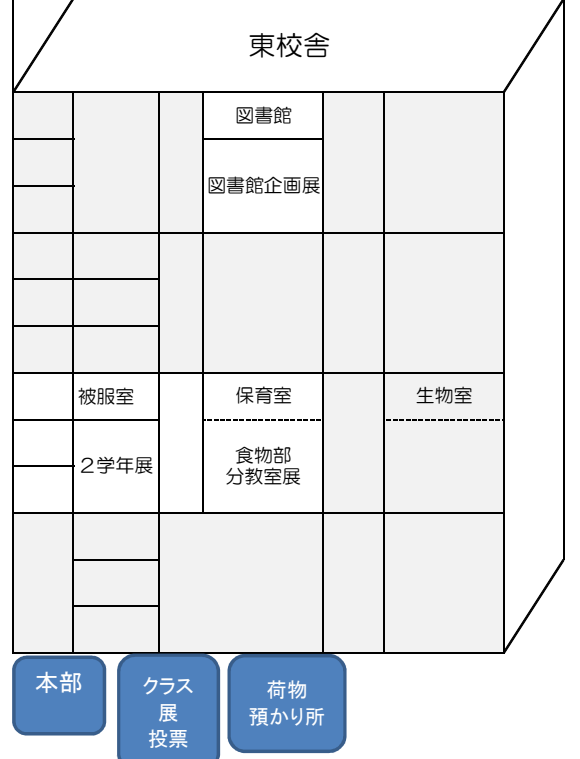 東校舎
図書館
図書館企画展
被服室
保育室
生物室
２学年展
食物部
分教室展
本部
クラス
展
投票
荷物
預かり所